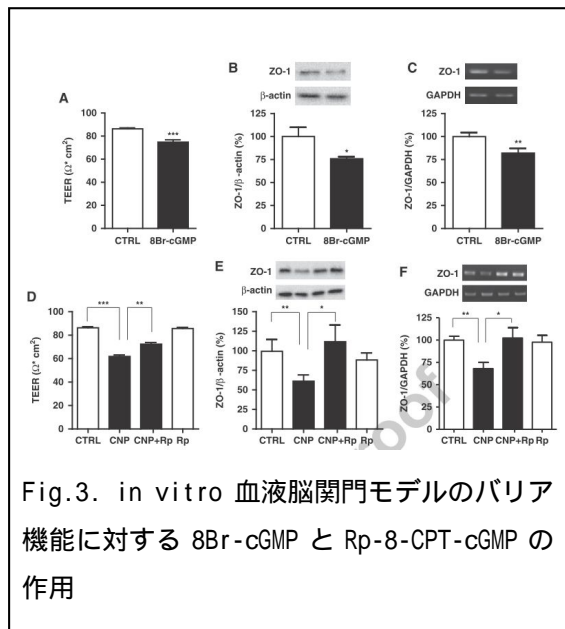 B
ZO-1
β-actin
C
ZO-1
GAPDH
A
TEER (Ω* cm²)
100
80
60
40
20
0
CTRL 8Br-cGMP
***
ZO-1/β-actin (%)
125
100
75
50
25
0
CTRL 8Br-cGMP
*
ZO-1/GAPDH (%)
125
100
75
50
25
0
CTRL 8Br-cGMP
**
E
ZO-1
β-actin
F
ZO-1
GAPDH
D
TEER (Ω* cm²)
100
80
60
40
20
0
CTRL CNP CNP+Rp Rp
*** **
ZO-1/β-actin (%)
150
125
100
75
50
25
0
CTRL CNP CNP+Rp Rp
** *
ZO-1/GAPDH (%)
125
100
75
50
25
0
CTRL CNP CNP+Rp Rp
** *
oof
Fig.3. in vitro 血液脳関門モデルのバリア
機能に対する 8Br-cGMP と Rp-8-CPT-cGMP の
作用